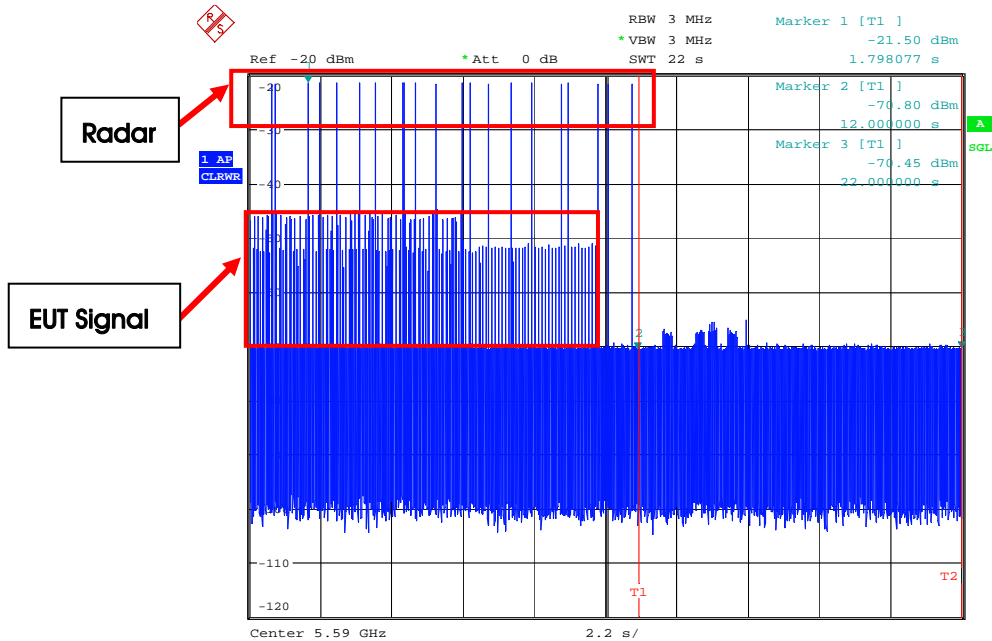 R
S
RBW 3 MHz
Marker 1 [T1 ]
*VBW 3 MHz
-21.50 dBm
Ref -20 dBm
*Att 0 dB
SWT 22 s
1.798077 s
1
-20
Marker 2 [T1 ]
-70.80 dBm
12.000000 s
Radar
A
-30
Marker 3 [T1 ]
SGL
1 AP
-70.45 dBm
CLRWR
22.000000 s
-40
EUT Signal
2
-110
T2
T1
-120
Center 5.59 GHz
2.2 s/